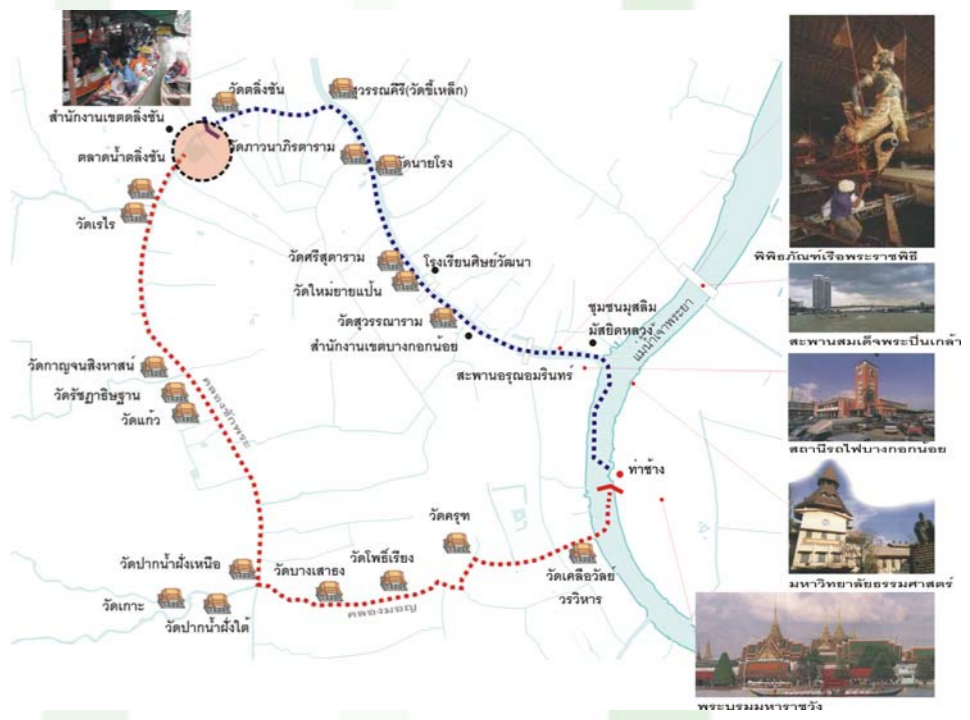 วัดตลิ่งชัน
สุวรรณคีรี(วัดขี้เหล็ก)
สำนักงานเขตตลิ่งชัน
ตลาดน้ำตลิ่งชัน
วัดภาวนาภิรตาราม
วัดนายโรง
วัดเรไร
วัดศรีสุดาราม
โรงเรียนศิษยวัฒนา
วัดใหม่ยายแป้น
วัดสุวรรณาราม
สำนักงานเขตบางกอกน้อย
ชุมชนมุสลิม
มัสยิดหลวง
แม่น้ำเจ้าพระยา
สะพานอรุณอมรินทร์
วัดกาญจนสิงหาสน์
วัดรัชฎาธิษฐาน
วัดแก้ว
คลองชักพระ
ท่าช้าง
วัดครุฑ
วัดปากน้ำฝั่งเหนือ
วัดบางเสาธง
วัดโพธิ์เรียง
วัดเคลือวัลย์
วรวิหาร
วัดเกาะ
วัดปากน้ำฝั่งใต้
คลองมอญ
พิพิธภัณฑ์เรือพระราชพิธี
สะพานสมเด็จพระปิ่นเกล้า
สถานีรถไฟบางกอกน้อย
มหาวิทยาลัยธรรมศาสตร์
พระบรมมหาราชวัง